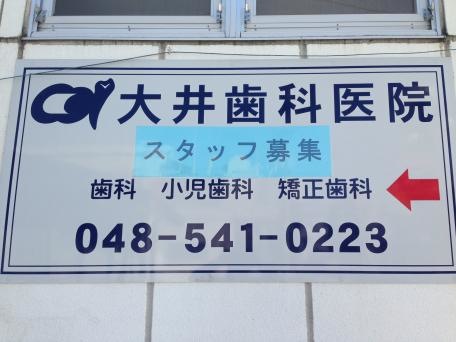 大井歯科医院
スタッフ募集
歯科 小児歯科 矯正歯科
048-541-0223